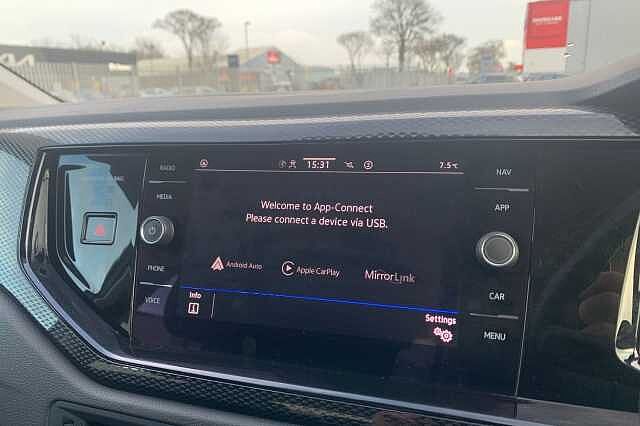 RADIO
MEDIA
PHONE
VOICE
15:31
7.5°C
Welcome to App-Connect
Please connect a device via USB.
Android Auto
Apple CarPlay
MirrorLink
Info
Settings
NAV
APP
CAR
MENU